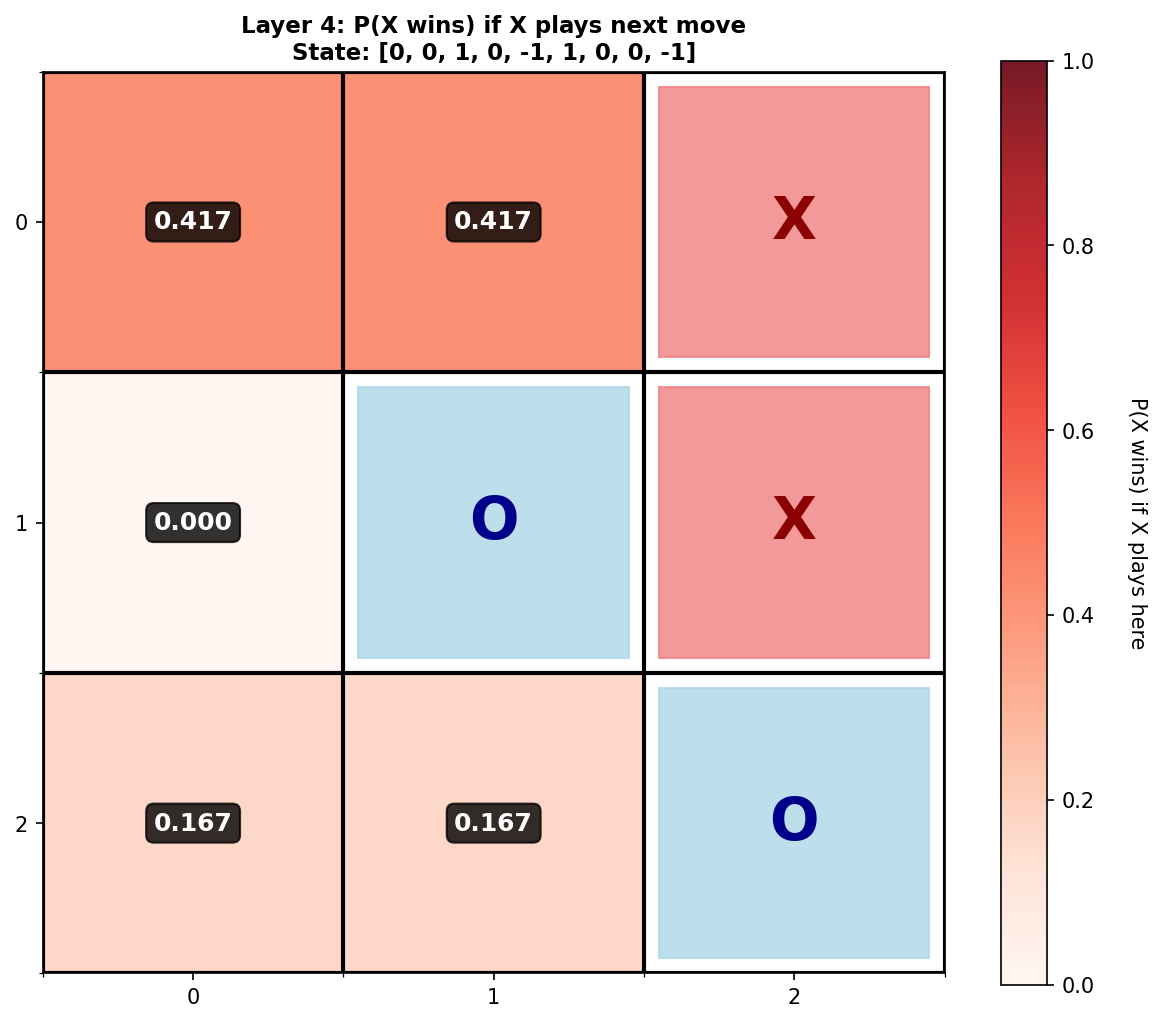 Layer 4: P(X wins) if X plays next move
State: [0, 0, 1, 0, -1, 1, 0, 0, -1]
0
0.417
0.417
X
1
0.000
O
X
2
0.167
0.167
O
0
1
2
1.0
0.8
0.6
0.4
0.2
0.0
P(X wins) if X plays here